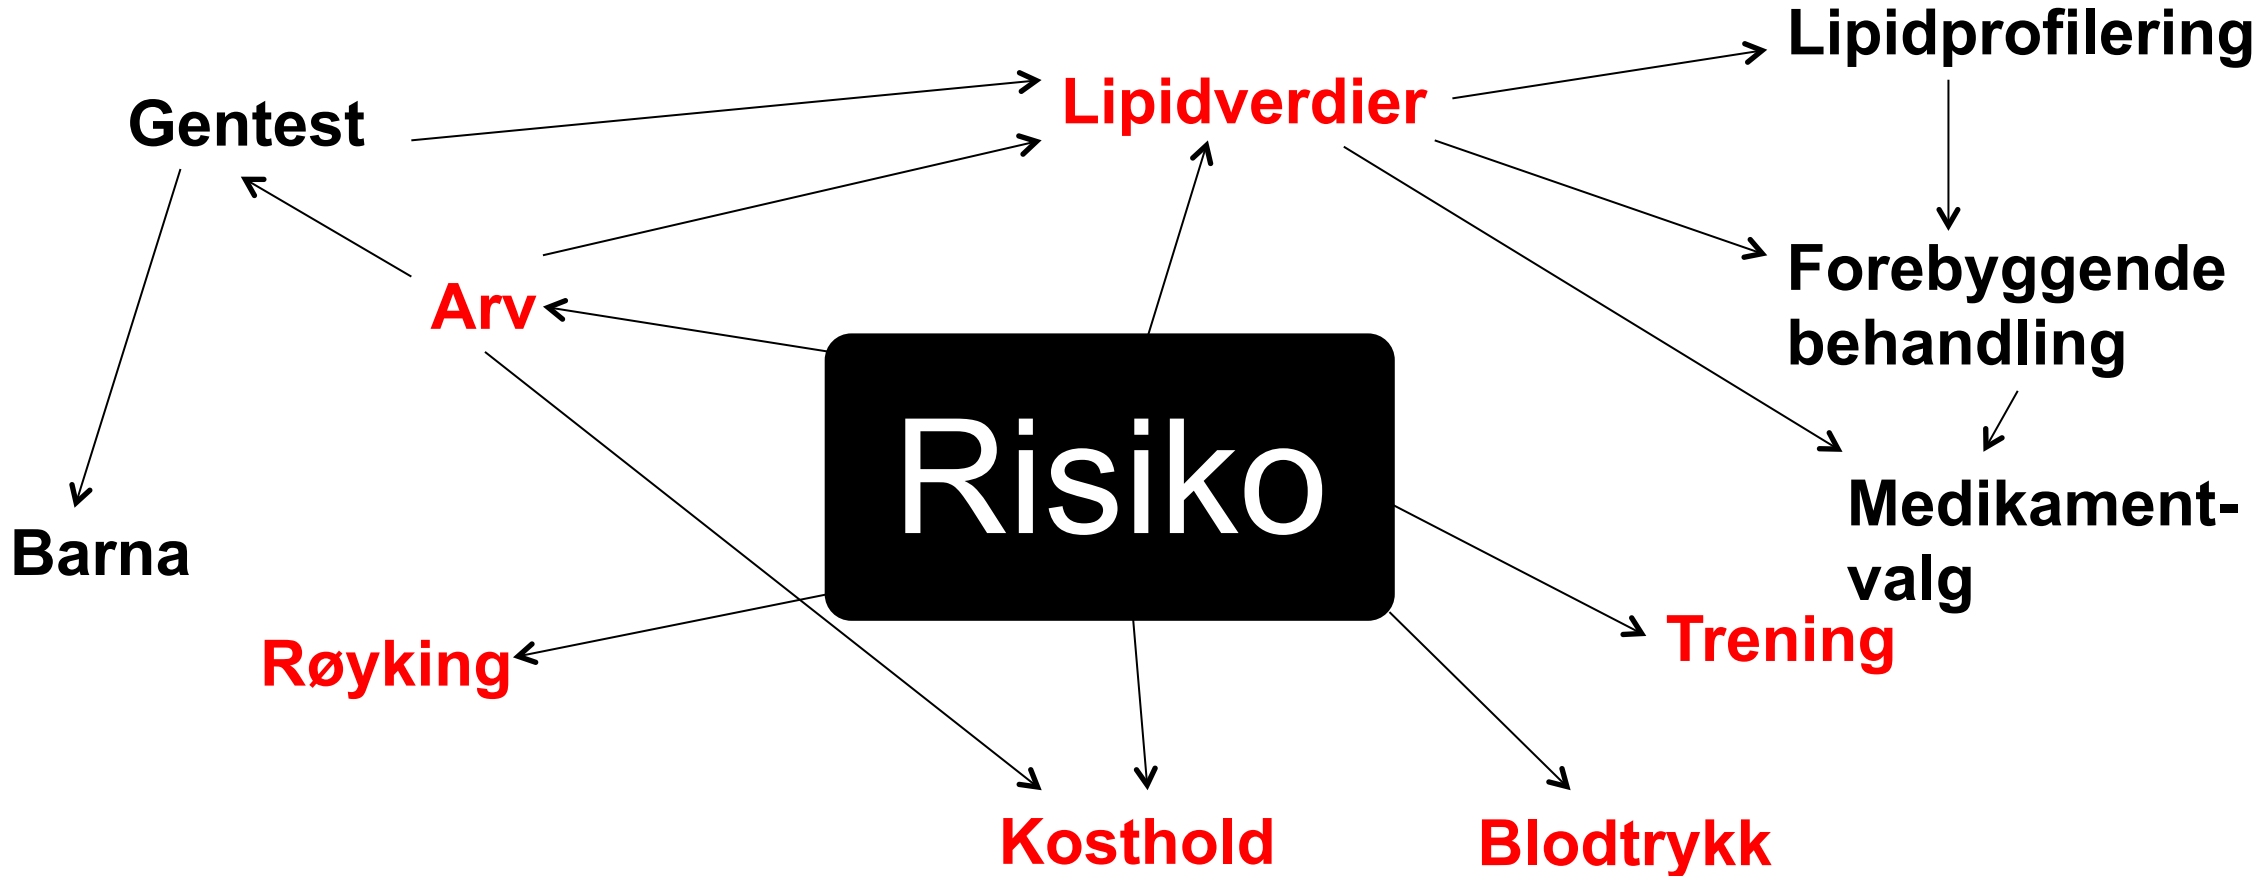 Lipidprofilering
Lipidverdier
Gentest
Forebyggende
behandling
Arv
Risiko
Medikament-
valg
Barna
Trening
Røyking
Kosthold
Blodtrykk